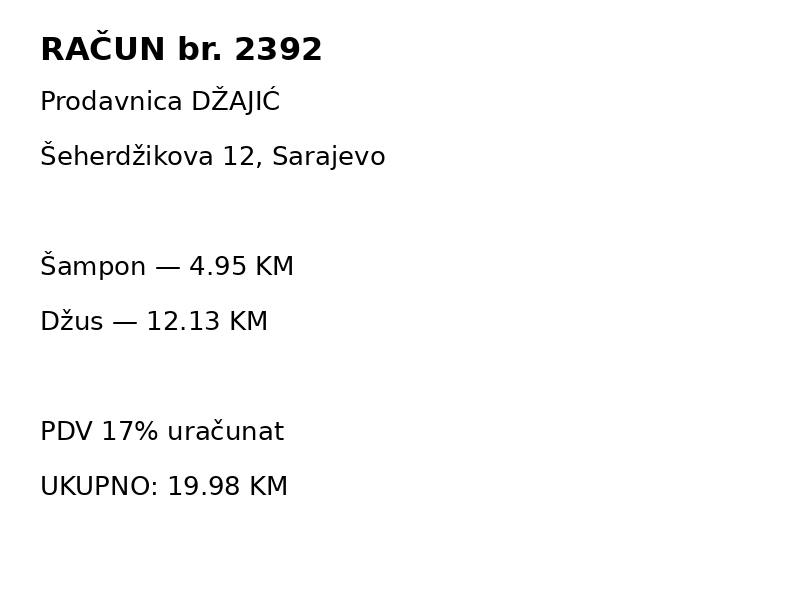 RAČUN br. 2392
Prodavnica DŽAJIĆ
Šeherdžikova 12, Sarajevo
Šampon — 4.95 KM
Džus — 12.13 KM
PDV 17% uračunat
UKUPNO: 19.98 KM